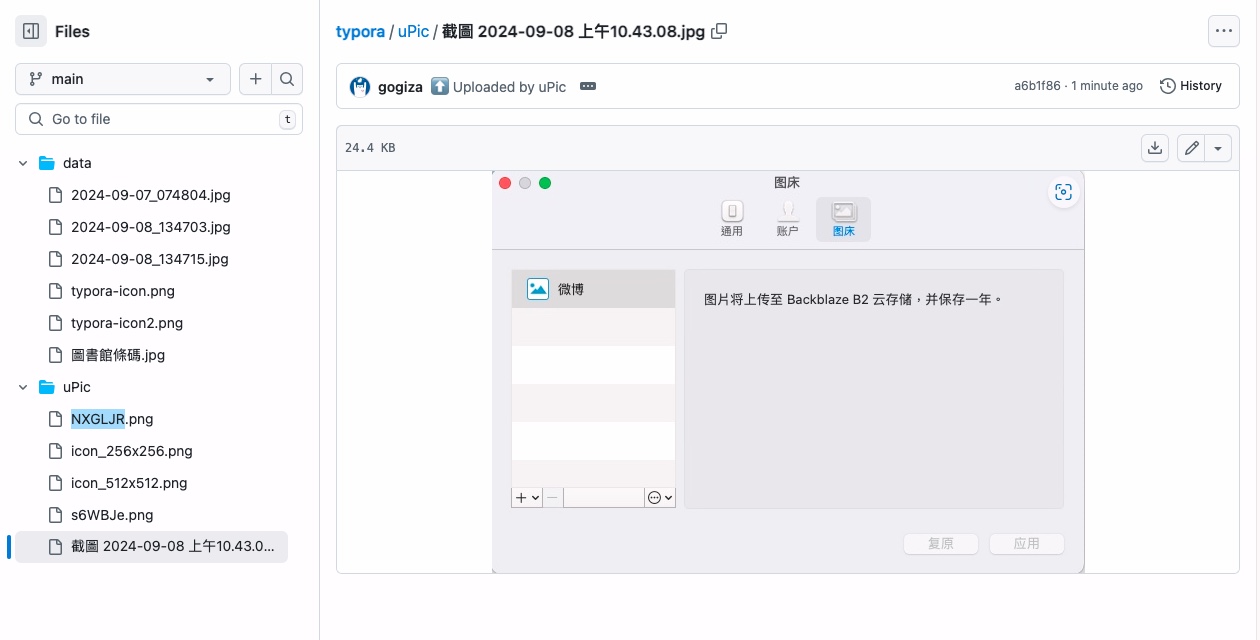 Files
main
Go to file
t
data
2024-09-07_074804.jpg
2024-09-08_134703.jpg
2024-09-08_134715.jpg
typora-icon.png
typora-icon2.png
圖書館條碼.jpg
uPic
NXGLJR.png
icon_256x256.png
icon_512x512.png
s6WBJe.png
截圖 2024-09-08 上午10.43.0...
typora / uPic / 截圖 2024-09-08 上午10.43.08.jpg
gogiza Uploaded by uPic
a6b1f86 · 1 minute ago
History
24.4 KB
图床
通用
账户
图床
微博
图片将上传至 Backblaze B2 云存储，并保存一年。
复原
应用